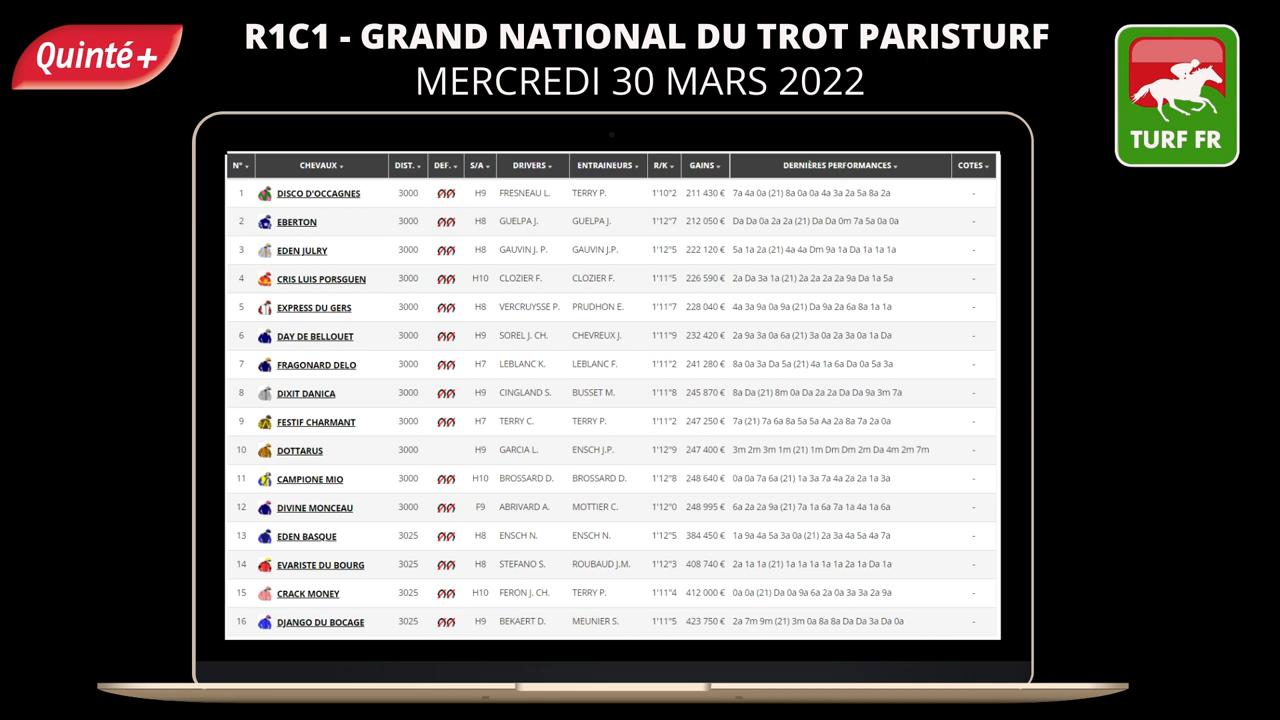 Quinté+
R1C1 - GRAND NATIONAL DU TROT PARISTURF
MERCREDI 30 MARS 2022
TURF FR
N° CHEVAUX DIST. DEF. S/A DRIVERS ENTRAINEURS R/K GAINS DERNIÈRES PERFORMANCES COTES
1 DISCO D'OCCAGNES 3000 H9 FRESNEAU L. TERRY P. 1'10"2 211 430 € 7a 4a 0a (21) 8a 0a 0a 4a 3a 2a 5a 8a 2a -
2 EBERTON 3000 H8 GUELPA J. GUELPA J. 1'12"7 212 050 € Da Da 0a 2a 2a (21) Da Da 0m 7a 5a 0a 0a -
3 EDEN JULRY 3000 H8 GAUVIN J. P. GAUVIN J.P. 1'12"5 222 120 € 5a 1a 2a (21) 4a 4a Dm 9a 1a Da 1a 1a 1a -
4 CRIS LUIS PORSGUEN 3000 H10 CLOZIER F. CLOZIER F. 1'11"5 226 590 € 2a Da 3a 1a (21) 2a 2a 2a 2a 9a Da 1a 5a -
5 EXPRESS DU GERS 3000 H8 VERCRUYSSE P. PRUDHON E. 1'11"7 228 040 € 4a 3a 9a 0a 9a (21) Da 9a 2a 6a 8a 1a 1a -
6 DAY DE BELLOUET 3000 H9 SOREL J. CH. CHEVREUX J. 1'11"9 232 420 € 2a 9a 3a 0a 6a (21) 3a 0a 2a 3a 0a 1a Da -
7 FRAGONARD DELO 3000 H7 LEBLANC K. LEBLANC F. 1'11"2 241 280 € 8a 0a 3a Da 5a (21) 4a 1a 6a Da 0a 5a 3a -
8 DIXIT DANICA 3000 H9 CINGLAND S. BUSSET M. 1'11"8 245 870 € 8a Da (21) 8m 0a Da 2a 2a Da Da 9a 3m 7a -
9 FESTIF CHARMANT 3000 H7 TERRY C. TERRY P. 1'11"2 247 250 € 7a (21) 7a 6a 8a 5a 5a Aa 2a 8a 7a 2a 0a -
10 DOTTARUS 3000 H9 GARCIA L. ENSCH J.P. 1'12"9 247 400 € 3m 2m 3m 1m (21) 1m Dm Dm 2m Da 4m 2m 7m -
11 CAMPIONE MIO 3000 H10 BROSSARD D. BROSSARD D. 1'12"8 248 640 € 0a 0a 7a 6a (21) 1a 3a 7a 4a 2a 2a 1a 3a -
12 DIVINE MONCEAU 3000 F9 ABRIVARD A. MOTTIER C. 1'12"0 248 995 € 6a 2a 2a 9a (21) 7a 1a 6a 7a 1a 4a 1a 6a -
13 EDEN BASQUE 3025 H8 ENSCH N. ENSCH N. 1'12"5 384 450 € 1a 9a 4a 5a 3a 0a (21) 2a 3a 4a 5a 4a 7a -
14 EVARISTE DU BOURG 3025 H8 STEFANO S. ROUBAUD J.M. 1'12"3 408 740 € 2a 1a 1a (21) 1a 1a 1a 1a 1a 2a 1a Da 1a -
15 CRACK MONEY 3025 H10 FERON J. CH. TERRY P. 1'11"4 412 000 € 0a 0a (21) Da 0a 9a 6a 2a 0a 3a 3a 2a 9a -
16 DJANGO DU BOCAGE 3025 H9 BEKAERT D. MEUNIER S. 1'11"5 423 750 € 2a 7m 9m (21) 3m 0a 8a 8a Da Da 3a Da 0a -